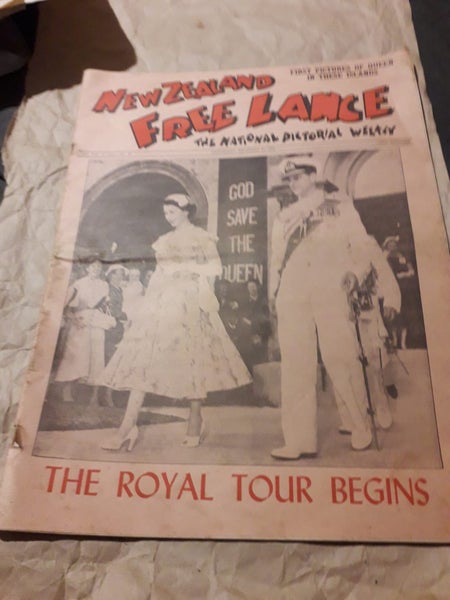 FIRST PICTURES OF QUEEN
IN THESE ISLANDS
NEW ZEALAND
FREE LANCE
THE NATIONAL PICTORIAL WEEKLY
GOD
SAVE
THE
QUEEN
THE ROYAL TOUR BEGINS